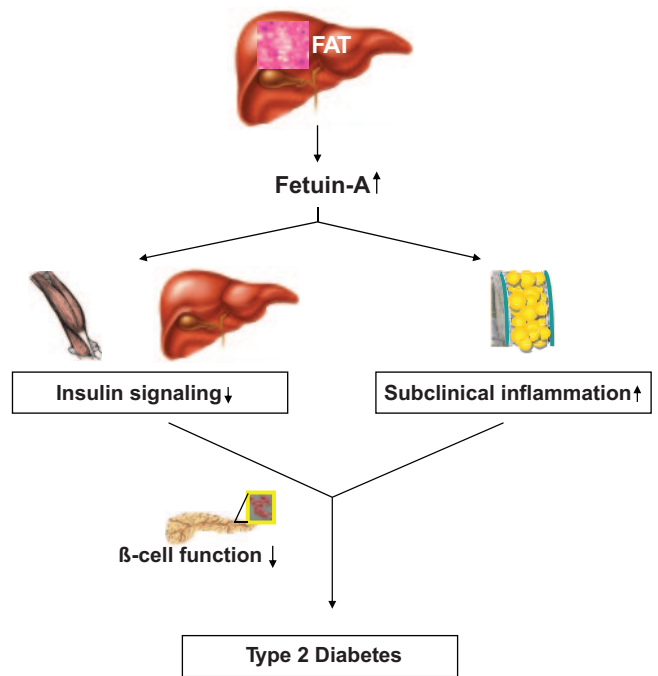 FAT
Fetuin-A↑
Insulin signaling↓
Subclinical inflammation↑
ß-cell function ↓
Type 2 Diabetes